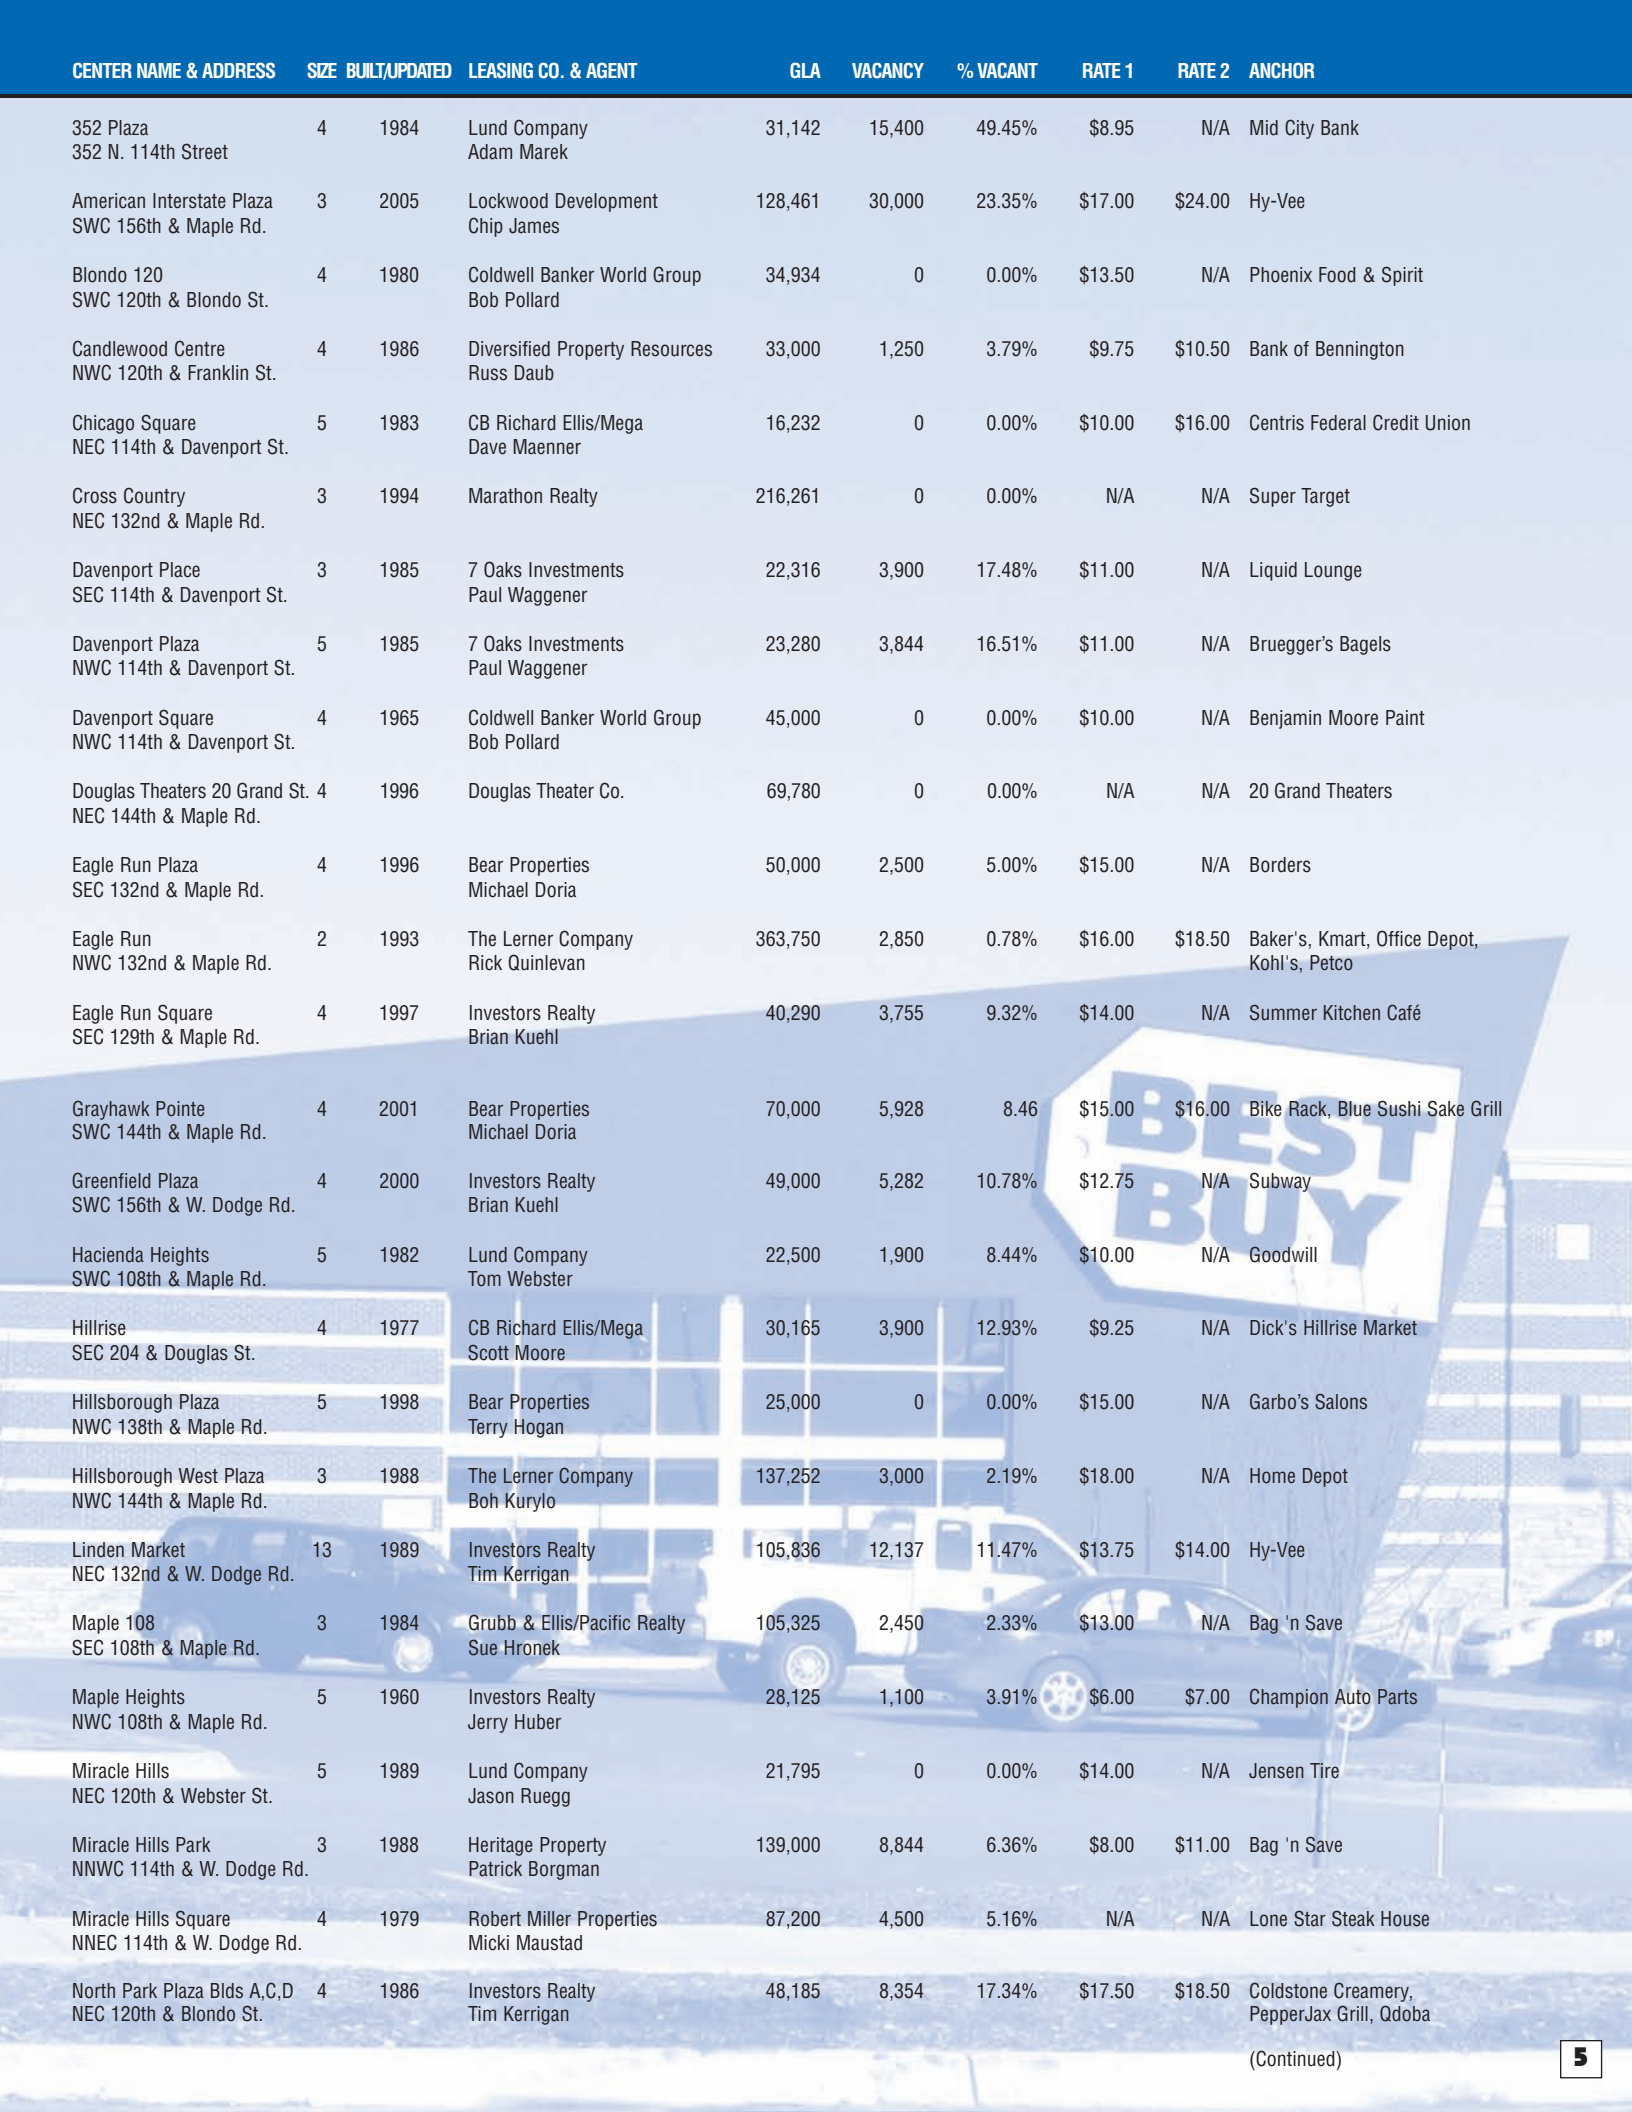 CENTER NAME & ADDRESS SIZE BUILT/UPDATED LEASING CO. & AGENT GLA VACANCY % VACANT RATE 1 RATE 2 ANCHOR
352 Plaza 4 1984 Lund Company 31,142 15,400 49.45% $8.95 N/A Mid City Bank
352 N. 114th Street Adam Marek
American Interstate Plaza 3 2005 Lockwood Development 128,461 30,000 23.35% $17.00 $24.00 Hy-Vee
SWC 156th & Maple Rd. Chip James
Blondo 120 4 1980 Coldwell Banker World Group 34,934 0 0.00% $13.50 N/A Phoenix Food & Spirit
SWC 120th & Blondo St. Bob Pollard
Candlewood Centre 4 1986 Diversified Property Resources 33,000 1,250 3.79% $9.75 $10.50 Bank of Bennington
NWC 120th & Franklin St. Russ Daub
Chicago Square 5 1983 CB Richard Ellis/Mega 16,232 0 0.00% $10.00 $16.00 Centris Federal Credit Union
NEC 114th & Davenport St. Dave Maenner
Cross Country 3 1994 Marathon Realty 216,261 0 0.00% N/A N/A Super Target
NEC 132nd & Maple Rd.
Davenport Place 3 1985 7 Oaks Investments 22,316 3,900 17.48% $11.00 N/A Liquid Lounge
SEC 114th & Davenport St. Paul Waggener
Davenport Plaza 5 1985 7 Oaks Investments 23,280 3,844 16.51% $11.00 N/A Bruegger's Bagels
NWC 114th & Davenport St. Paul Waggener
Davenport Square 4 1965 Coldwell Banker World Group 45,000 0 0.00% $10.00 N/A Benjamin Moore Paint
NWC 114th & Davenport St. Bob Pollard
Douglas Theaters 20 Grand St. 4 1996 Douglas Theater Co. 69,780 0 0.00% N/A N/A 20 Grand Theaters
NEC 144th & Maple Rd.
Eagle Run Plaza 4 1996 Bear Properties 50,000 2,500 5.00% $15.00 N/A Borders
SEC 132nd & Maple Rd. Michael Doria
Eagle Run 2 1993 The Lerner Company 363,750 2,850 0.78% $16.00 $18.50 Baker's, Kmart, Office Depot,
NWC 132nd & Maple Rd. Rick Quinlevan Kohl's, Petco
Eagle Run Square 4 1997 Investors Realty 40,290 3,755 9.32% $14.00 N/A Summer Kitchen Café
SEC 129th & Maple Rd. Brian Kuehl
Grayhawk Pointe 4 2001 Bear Properties 70,000 5,928 8.46 $15.00 $16.00 Bike Rack, Blue Sushi Sake Grill
SWC 144th & Maple Rd. Michael Doria
BEST
BUY
Greenfield Plaza 4 2000 Investors Realty 49,000 5,282 10.78% $12.75 N/A Subway
SWC 156th & W. Dodge Rd. Brian Kuehl
Hacienda Heights 5 1982 Lund Company 22,500 1,900 8.44% $10.00 N/A Goodwill
SWC 108th & Maple Rd. Tom Webster
Hillrise 4 1977 CB Richard Ellis/Mega 30,165 3,900 12.93% $9.25 N/A Dick's Hillrise Market
SEC 204 & Douglas St. Scott Moore
Hillsborough Plaza 5 1998 Bear Properties 25,000 0 0.00% $15.00 N/A Garbo's Salons
NWC 138th & Maple Rd. Terry Hogan
Hillsborough West Plaza 3 1988 The Lerner Company 137,252 3,000 2.19% $18.00 N/A Home Depot
NWC 144th & Maple Rd. Boh Kurylo
Linden Market 13 1989 Investors Realty 105,836 12,137 11.47% $13.75 $14.00 Hy-Vee
NEC 132nd & W. Dodge Rd. Tim Kerrigan
Maple 108 3 1984 Grubb & Ellis/Pacific Realty 105,325 2,450 2.33% $13.00 N/A Bag 'n Save
SEC 108th & Maple Rd. Sue Hronek
Maple Heights 5 1960 Investors Realty 28,125 1,100 3.91% $6.00 $7.00 Champion Auto Parts
NWC 108th & Maple Rd. Jerry Huber
Miracle Hills 5 1989 Lund Company 21,795 0 0.00% $14.00 N/A Jensen Tire
NEC 120th & Webster St. Jason Ruegg
Miracle Hills Park 3 1988 Heritage Property 139,000 8,844 6.36% $8.00 $11.00 Bag 'n Save
NNWC 114th & W. Dodge Rd. Patrick Borgman
Miracle Hills Square 4 1979 Robert Miller Properties 87,200 4,500 5.16% N/A N/A Lone Star Steak House
NNEC 114th & W. Dodge Rd. Micki Maustad
North Park Plaza Blds A,C,D 4 1986 Investors Realty 48,185 8,354 17.34% $17.50 $18.50 Coldstone Creamery,
NEC 120th & Blondo St. Tim Kerrigan PepperJax Grill, Qdoba
(Continued)
5